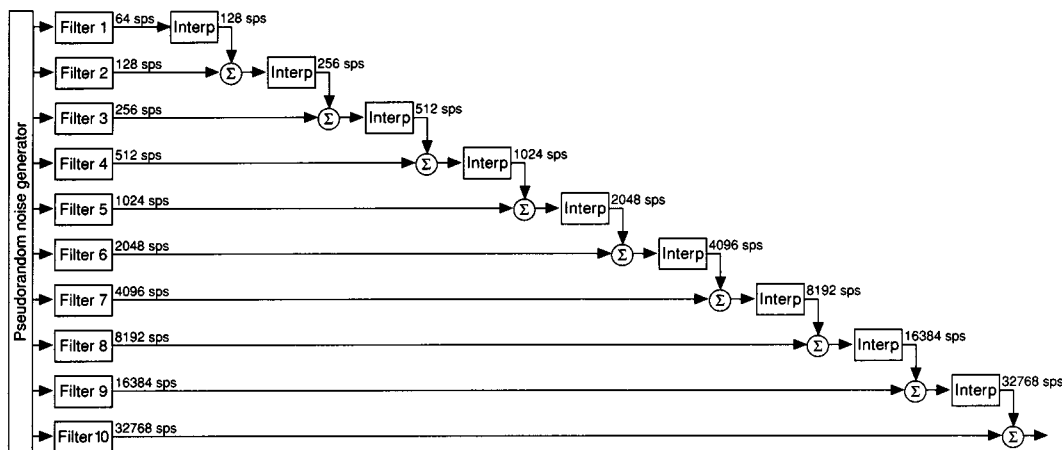 Pseudorandom noise generator
Filter 1
64 sps
Interp
128 sps
Filter 2
128 sps
Σ
Interp
256 sps
Filter 3
256 sps
Σ
Interp
512 sps
Filter 4
512 sps
Σ
Interp
1024 sps
Filter 5
1024 sps
Σ
Interp
2048 sps
Filter 6
2048 sps
Σ
Interp
4096 sps
Filter 7
4096 sps
Σ
Interp
8192 sps
Filter 8
8192 sps
Σ
Interp
16384 sps
Filter 9
16384 sps
Σ
Interp
32768 sps
Filter 10
32768 sps
Σ